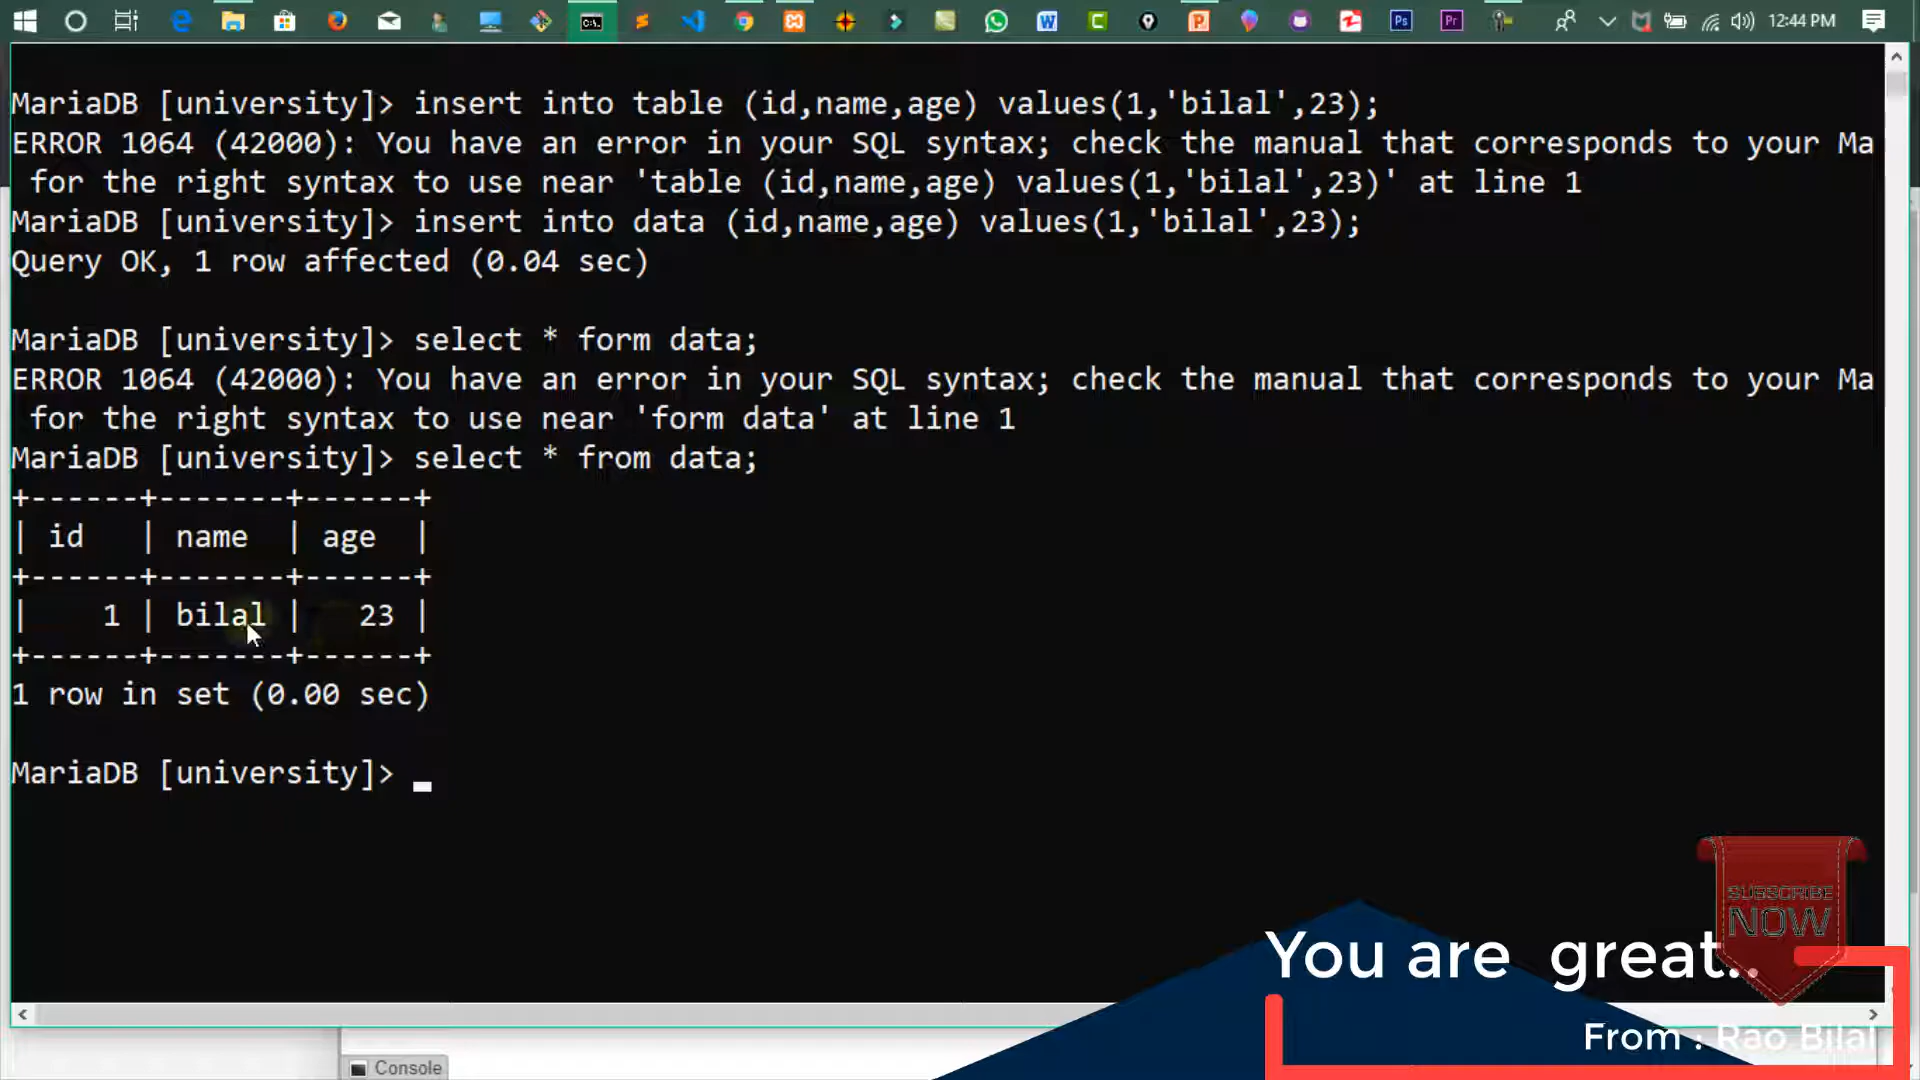 12:44 PM
MariaDB [university]> insert into table (id,name,age) values(1,'bilal',23);
ERROR 1064 (42000): You have an error in your SQL syntax; check the manual that corresponds to your Ma
for the right syntax to use near 'table (id,name,age) values(1,'bilal',23)' at line 1
MariaDB [university]> insert into data (id,name,age) values(1,'bilal',23);
Query OK, 1 row affected (0.04 sec)
MariaDB [university]> select * form data;
ERROR 1064 (42000): You have an error in your SQL syntax; check the manual that corresponds to your Ma
for the right syntax to use near 'form data' at line 1
MariaDB [university]> select * from data;
+------+-------+------+
| id   | name  | age  |
+------+-------+------+
|    1 | bilal |   23 |
+------+-------+------+
1 row in set (0.00 sec)
MariaDB [university]>
SUBSCRIBE
NOW
You are great..
From : Rao Bilal
Console